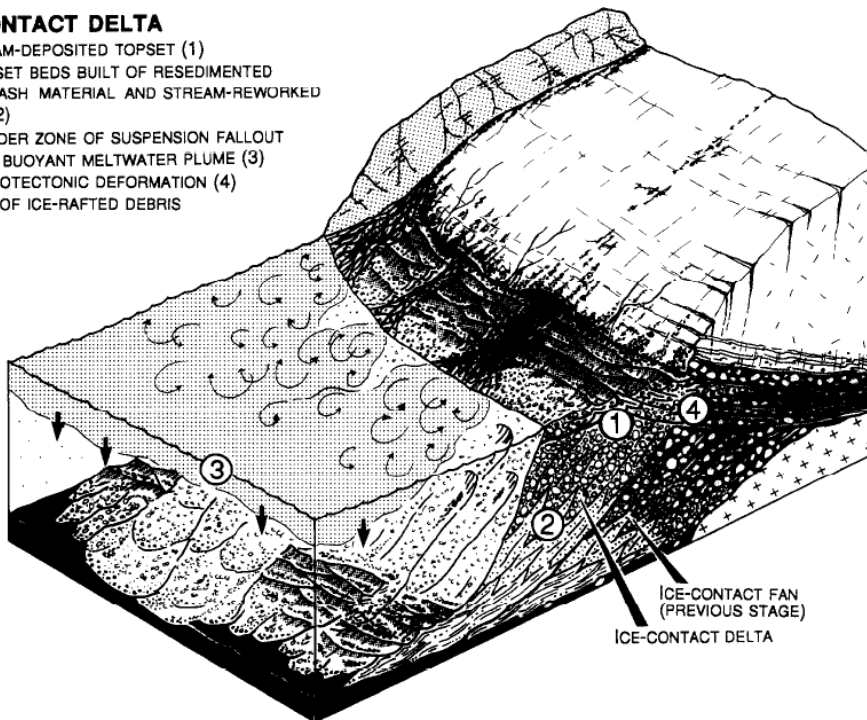 ONTACT DELTA
AM-DEPOSITED TOPSET (1)
SET BEDS BUILT OF RESEDIMENTED
ASH MATERIAL AND STREAM-REWORKED
2)
DER ZONE OF SUSPENSION FALLOUT
BUOYANT MELTWATER PLUME (3)
OTECTONIC DEFORMATION (4)
OF ICE-RAFTED DEBRIS
3
1
4
2
ICE-CONTACT FAN
(PREVIOUS STAGE)
ICE-CONTACT DELTA